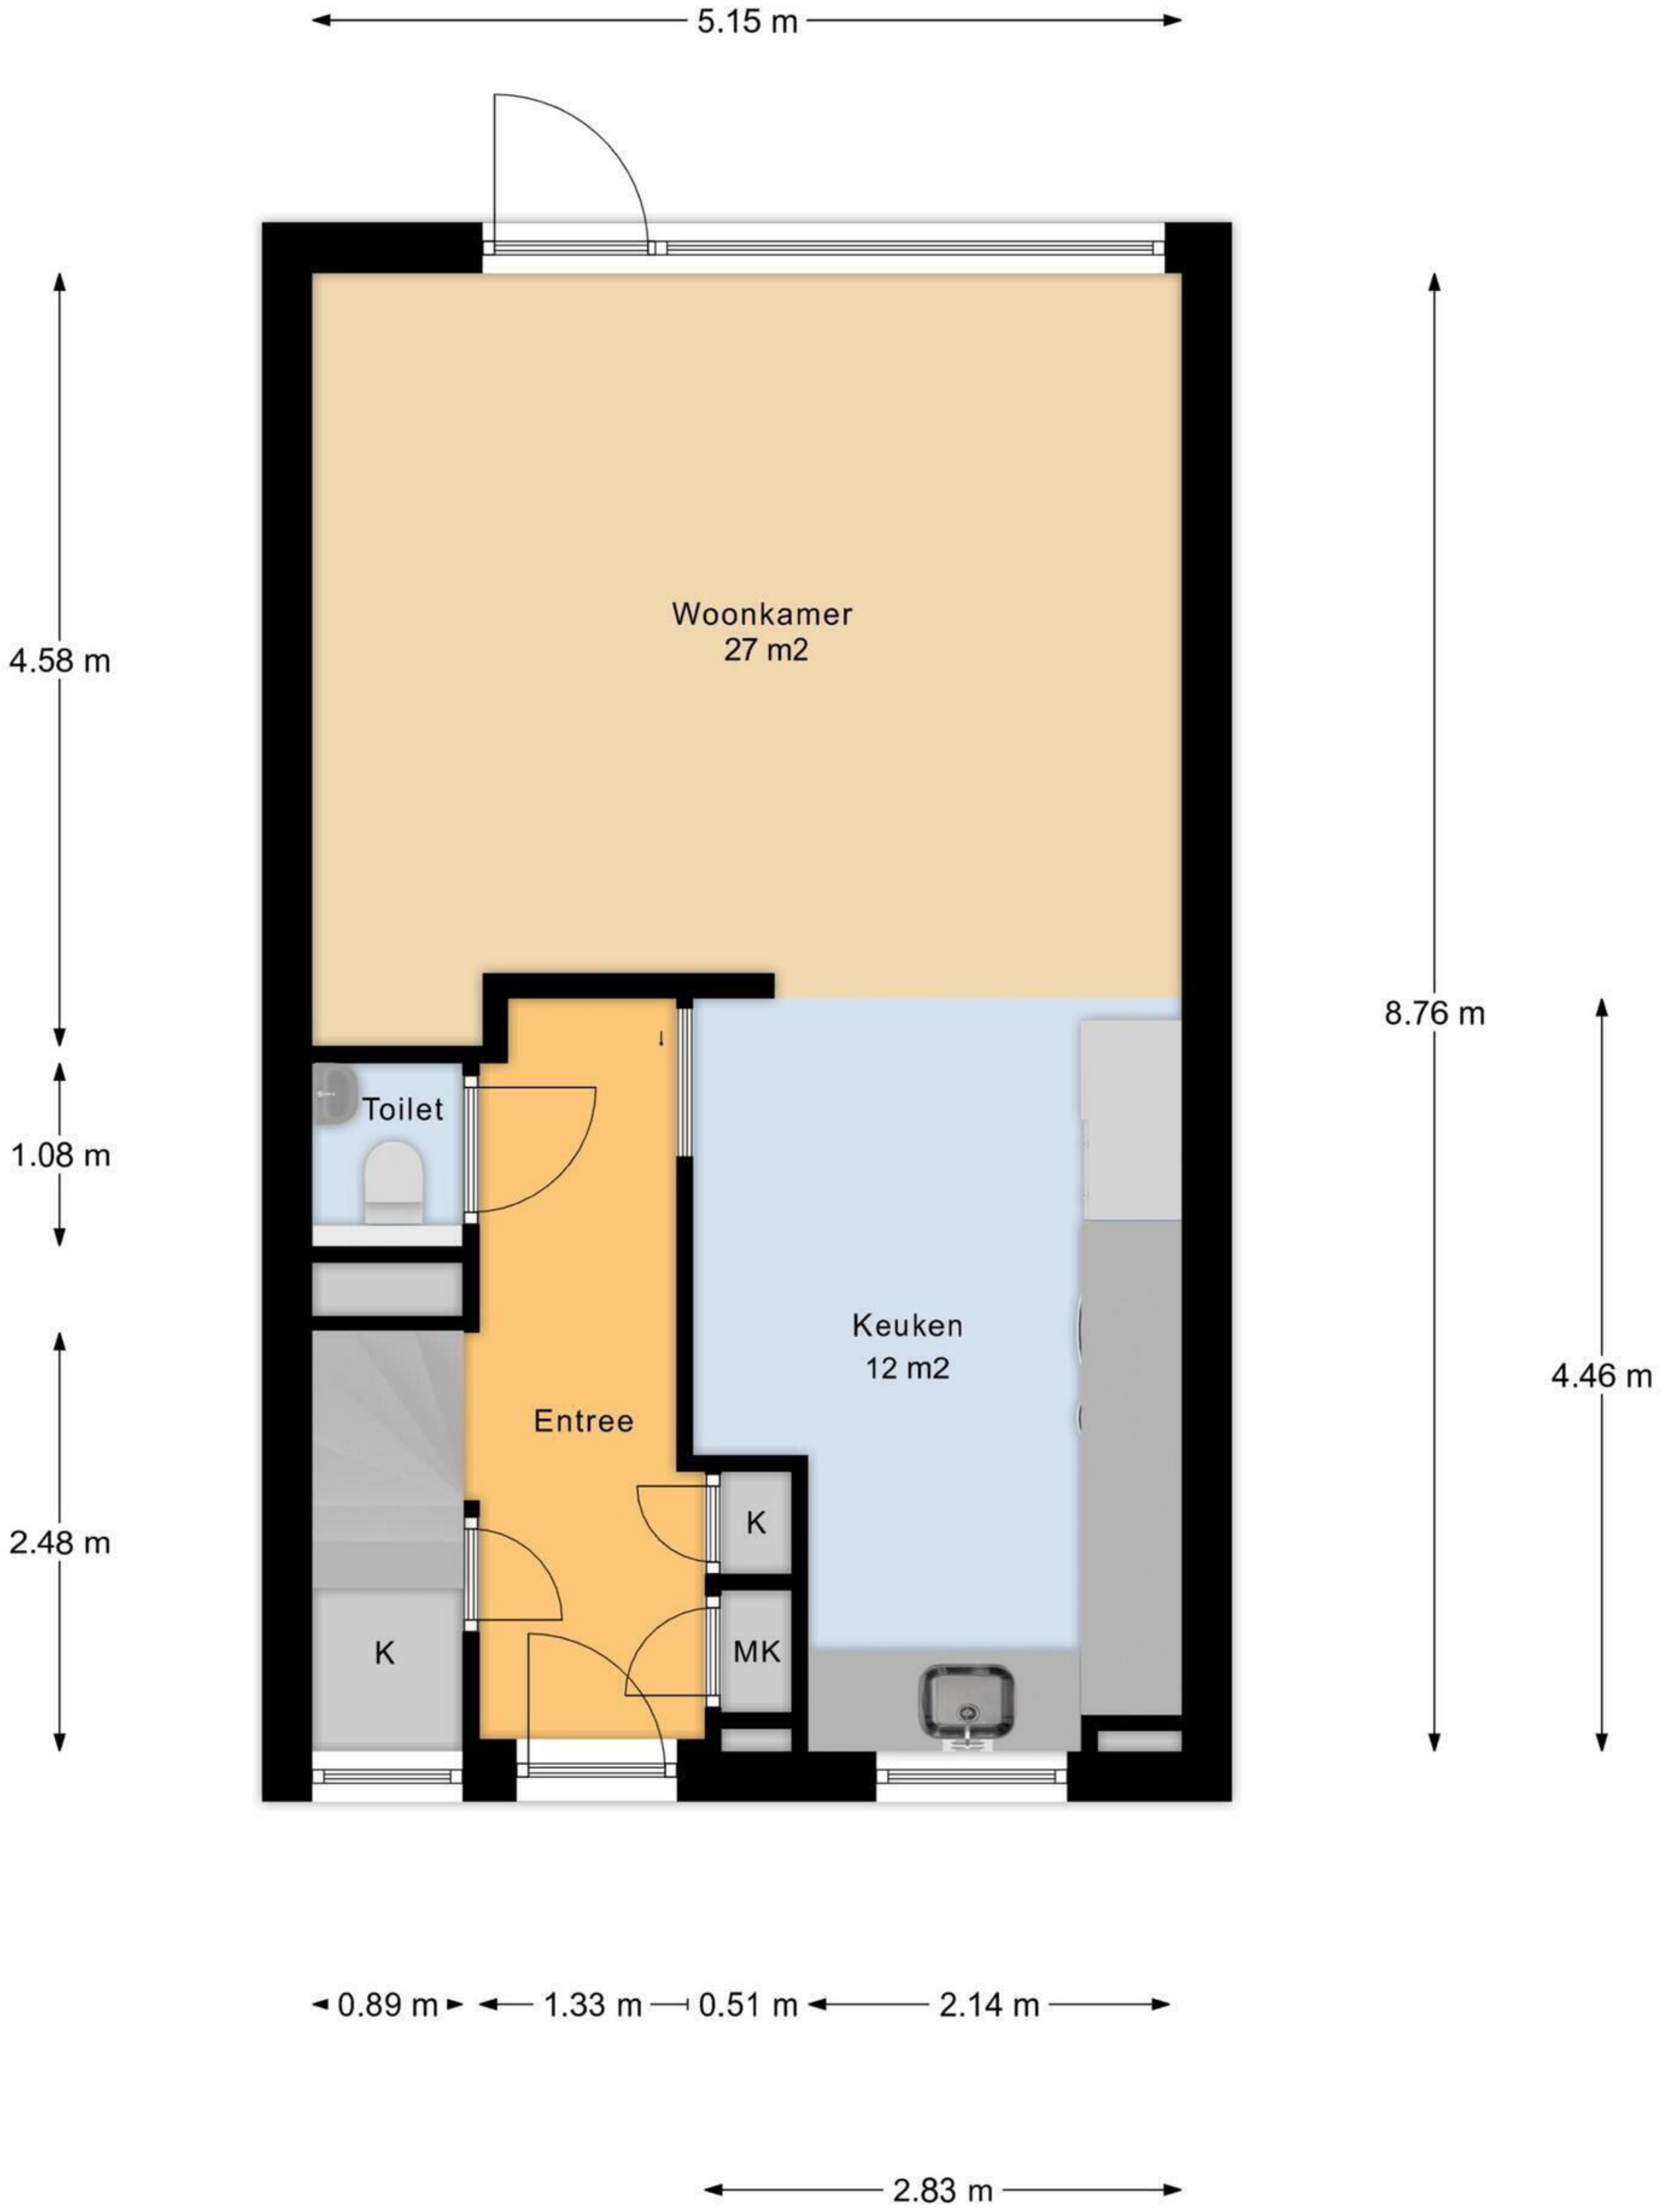 5.15 m
Woonkamer
27 m2
4.58 m
8.76 m
Toilet
1.08 m
Keuken
12 m2
4.46 m
Entree
K
2.48 m
K
MK
0.89 m
1.33 m
0.51 m
2.14 m
2.83 m